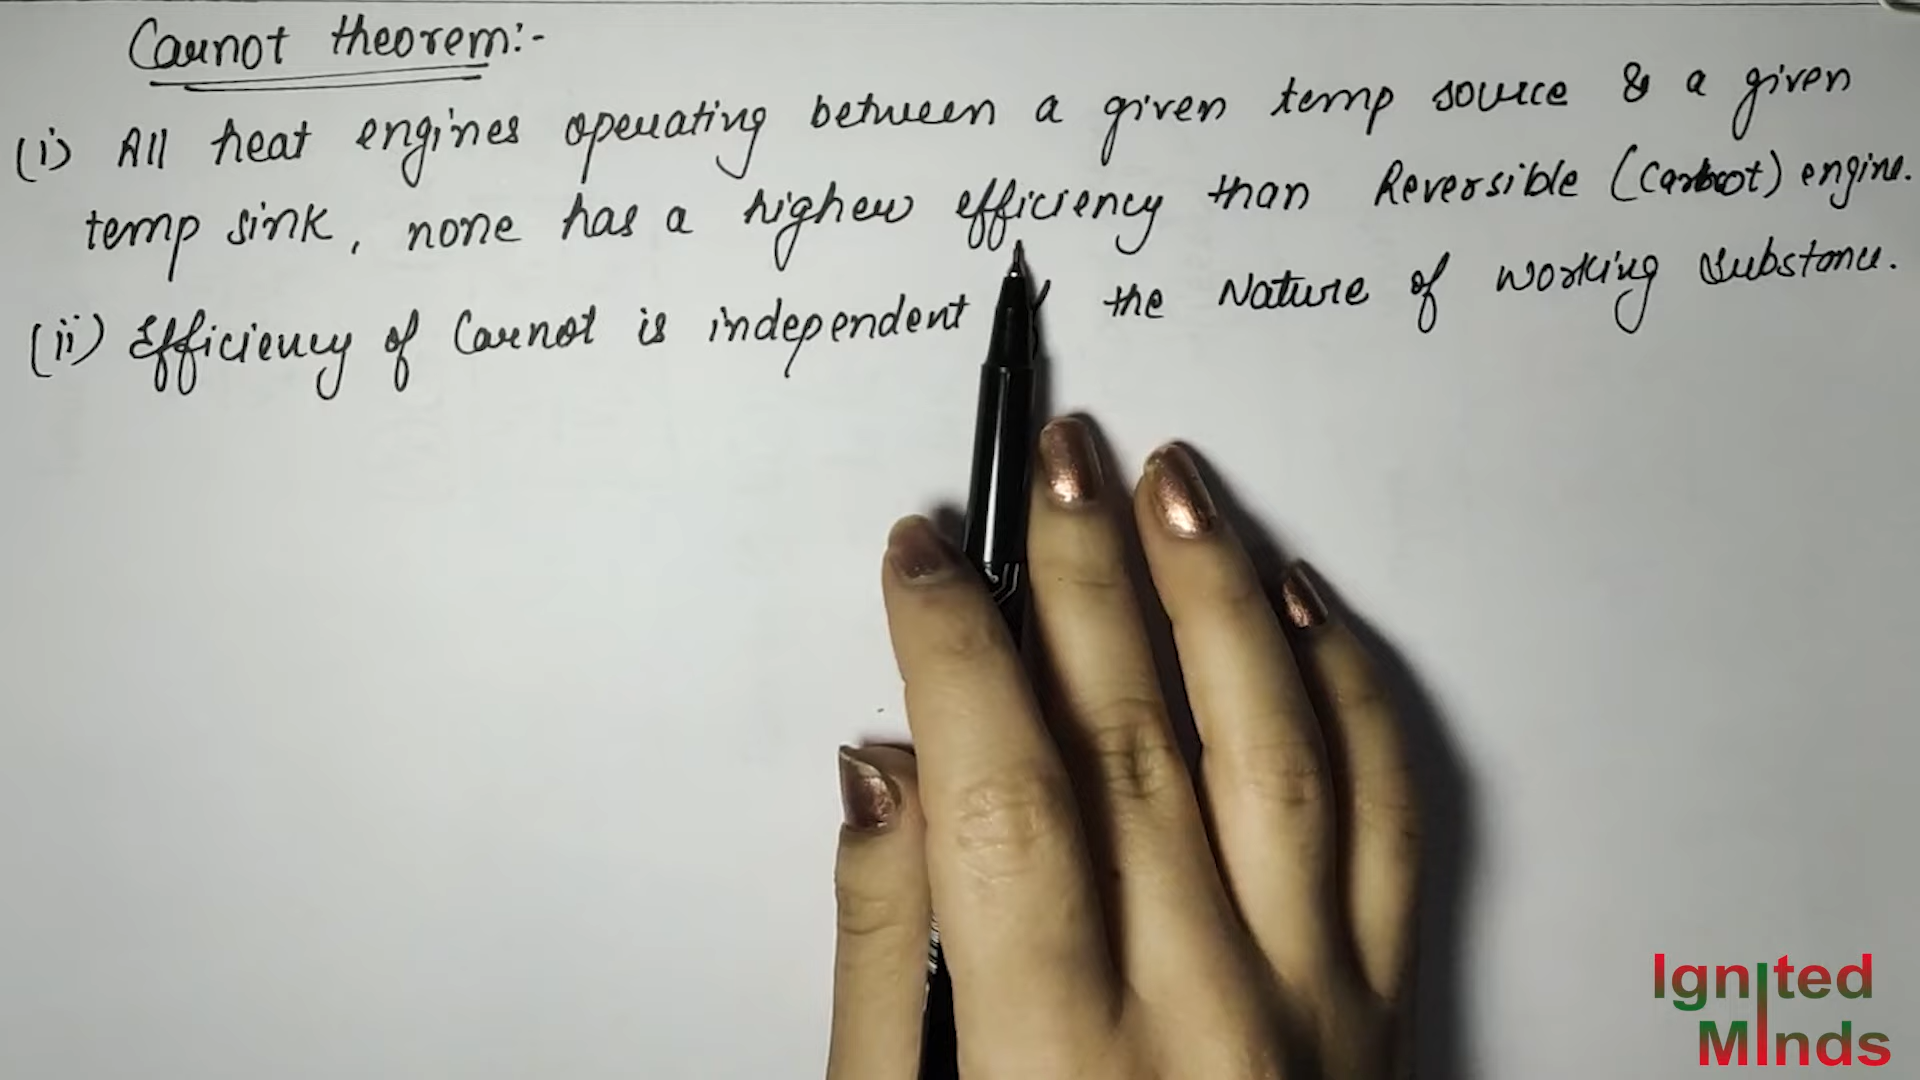 Carnot theorem:-
(i) All heat engines operating between a given temp source & a given
temp sink, none has a higher efficiency than Reversible (Carnot) engine.
(ii) Efficiency of Carnot is independent the Nature of working substance.
Ignited
Minds